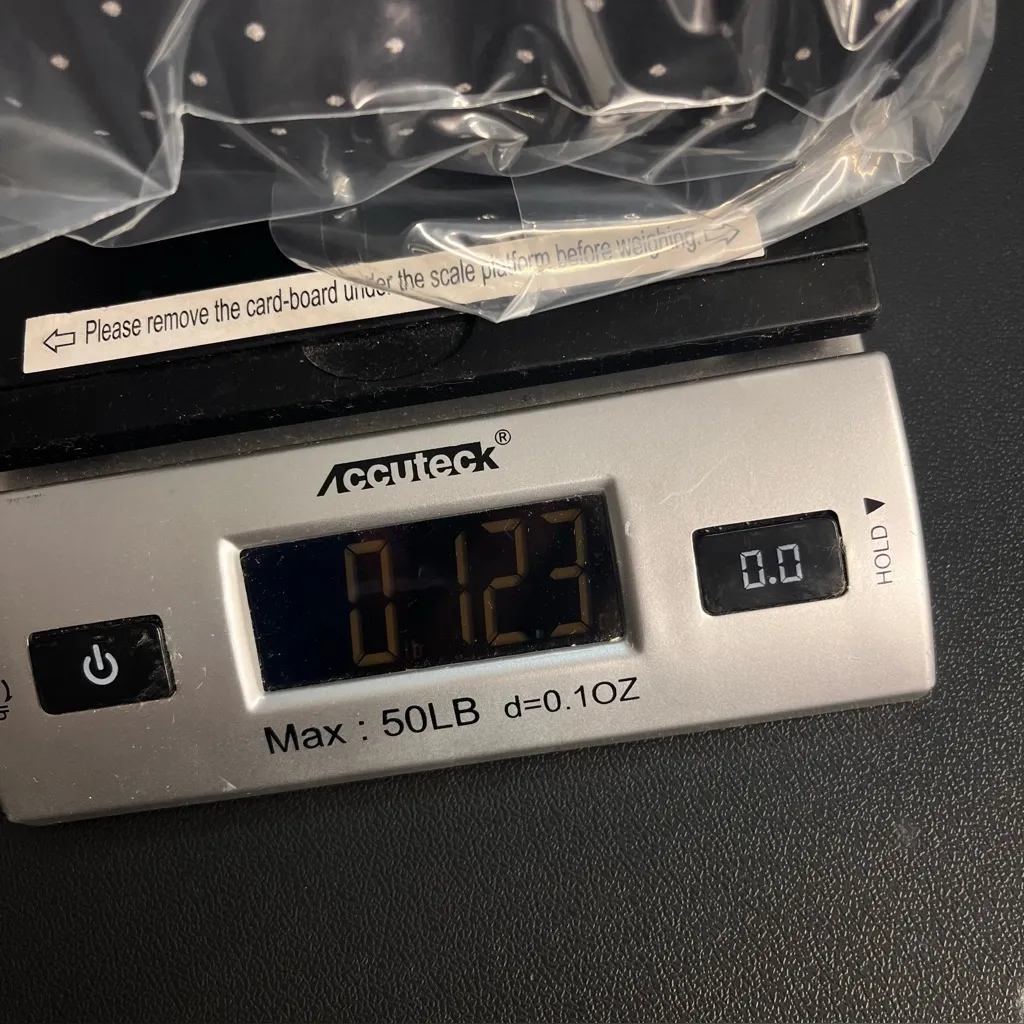 ⇦ Please remove the card-board under the scale platform before weighing. ⇨
Accuteck®
0 lb 12.3
0.0
HOLD ▼
Max : 50LB d=0.1OZ